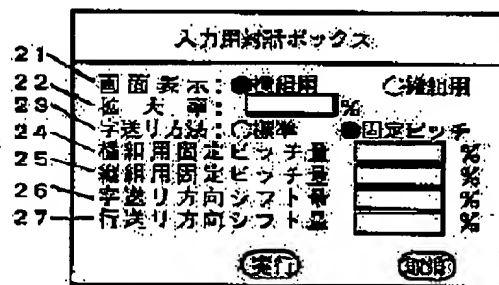 入力用対話ボックス
21 画面表示：●横組用 ○縦組用
22 拡大率：%
23 字送り方法：○標準 ●固定ピッチ
24 横組用固定ピッチ量 %
25 縦組用固定ピッチ量 %
26 字送り方向シフト量 %
27 行送り方向シフト量 %
実行 取消